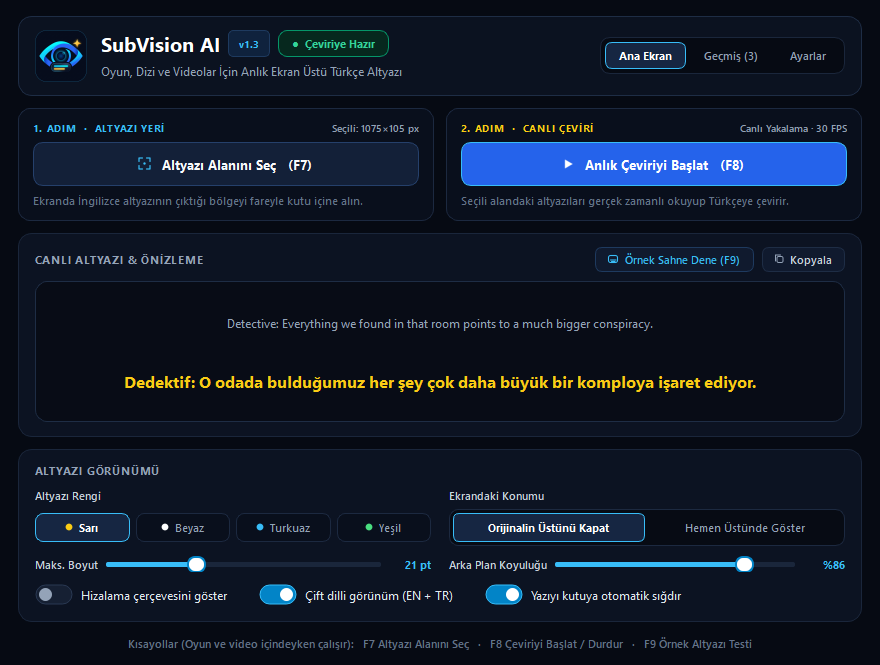 SubVision AI v1.3 Çeviriye Hazır
Oyun, Dizi ve Videolar İçin Anlık Ekran Üstü Türkçe Altyazı
Ana Ekran Geçmiş (3) Ayarlar
1. ADIM · ALTYAZI YERİ Seçili: 1075×105 px
Altyazı Alanını Seç (F7)
Ekranda İngilizce altyazının çıktığı bölgeyi fareyle kutu içine alın.
2. ADIM · CANLI ÇEVİRİ Canlı Yakalama · 30 FPS
Anlık Çeviriyi Başlat (F8)
Seçili alandaki altyazıları gerçek zamanlı okuyup Türkçeye çevirir.
CANLI ALTYAZI & ÖNİZLEME Örnek Sahne Dene (F9) Kopyala
Detective: Everything we found in that room points to a much bigger conspiracy.
Dedektif: O odada bulduğumuz her şey çok daha büyük bir komploya işaret ediyor.
ALTYAZI GÖRÜNÜMÜ
Altyazı Rengi
Sarı Beyaz Turkuaz Yeşil
Maks. Boyut 21 pt
Ekrandaki Konumu
Orijinalin Üstünü Kapat Hemen Üstünde Göster
Arka Plan Koyuluğu %86
Hizalama çerçevesini göster Çift dilli görünüm (EN + TR) Yazıyı kutuya otomatik sığdır
Kısayollar (Oyun ve video içindeyken çalışır): F7 Altyazı Alanını Seç · F8 Çeviriyi Başlat / Durdur · F9 Örnek Altyazı Testi